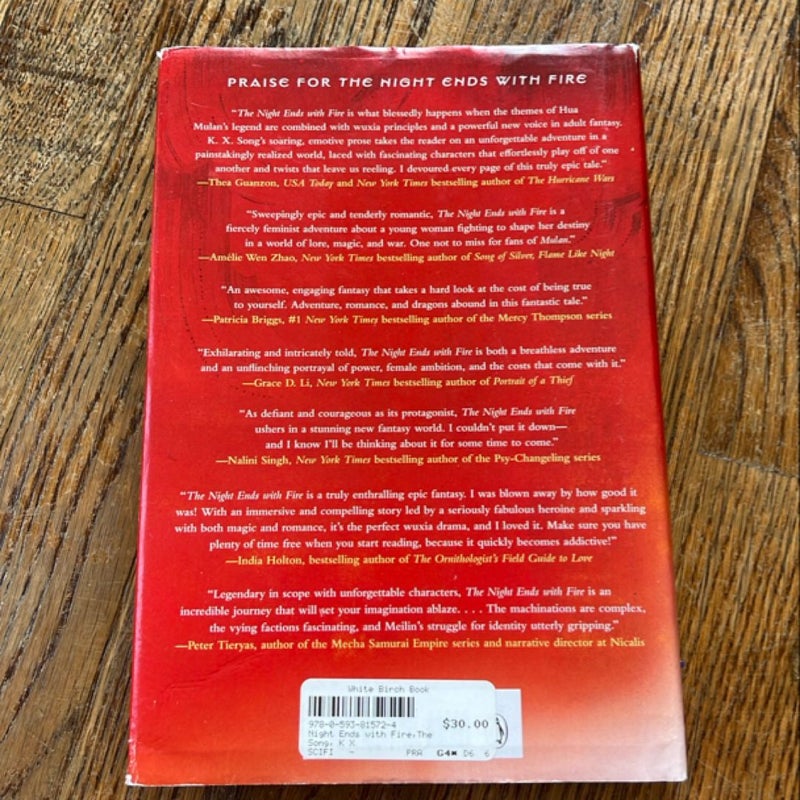 PRAISE FOR THE NIGHT ENDS WITH FIRE
“The Night Ends with Fire is what blessedly happens when the themes of Hua
Mulan’s legend are combined with wuxia principles and a powerful new voice in adult fantasy.
K. X. Song’s soaring, emotive prose takes the reader on an unforgettable adventure in a
painstakingly realized world, laced with fascinating characters that effortlessly play off of one
another and twists that leave us reeling. I devoured every page of this truly epic tale.”
—Thea Guanzon, USA Today and New York Times bestselling author of The Hurricane Wars
“Sweepingly epic and tenderly romantic, The Night Ends with Fire is a
fiercely feminist adventure about a young woman fighting to shape her destiny
in a world of lore, magic, and war. One not to miss for fans of Mulan.”
—Amélie Wen Zhao, New York Times bestselling author of Song of Silver, Flame Like Night
“An awesome, engaging fantasy that takes a hard look at the cost of being true
to yourself. Adventure, romance, and dragons abound in this fantastic tale.”
—Patricia Briggs, #1 New York Times bestselling author of the Mercy Thompson series
“Exhilarating and intricately told, The Night Ends with Fire is both a breathless adventure
and an unflinching portrayal of power, female ambition, and the costs that come with it.”
—Grace D. Li, New York Times bestselling author of Portrait of a Thief
“As defiant and courageous as its protagonist, The Night Ends with Fire
ushers in a stunning new fantasy world. I couldn’t put it down—
and I know I’ll be thinking about it for some time to come.”
—Nalini Singh, New York Times bestselling author of the Psy-Changeling series
“The Night Ends with Fire is a truly enthralling epic fantasy. I was blown away by how good it
was! With an immersive and compelling story led by a seriously fabulous heroine and sparkling
with both magic and romance, it’s the perfect wuxia drama, and I loved it. Make sure you have
plenty of time free when you start reading, because it quickly becomes addictive!”
—India Holton, bestselling author of The Ornithologist’s Field Guide to Love
“Legendary in scope with unforgettable characters, The Night Ends with Fire is an
incredible journey that will set your imagination ablaze. . . . The machinations are complex,
the vying factions fascinating, and Meilin’s struggle for identity utterly gripping.”
—Peter Tieryas, author of the Mecha Samurai Empire series and narrative director at Nicalis
White Birch Book
978-0-593-81572-4 $30.00
Night Ends with Fire,The
Song, K X
SCIFI - PRA G4* D6 6